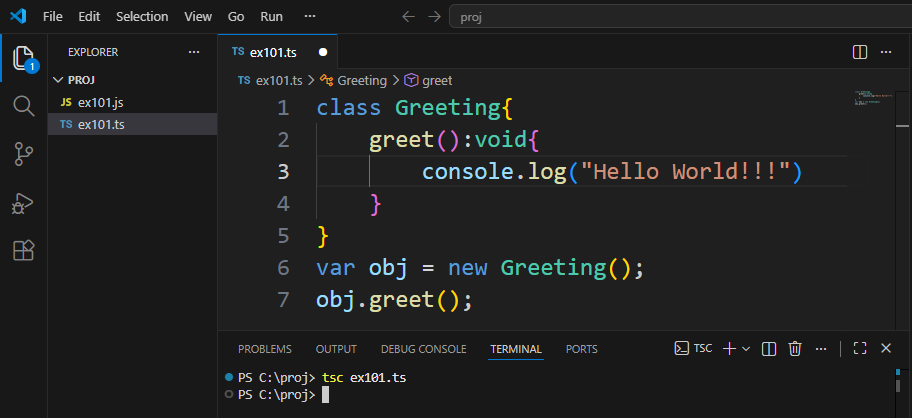 File Edit Selection View Go Run ···
proj
EXPLORER ···
1
PROJ
JS ex101.js
TS ex101.ts
TS ex101.ts
TS ex101.ts > Greeting > greet
1 class Greeting{
2 greet():void{
3 console.log("Hello World!!!")
4 }
5 }
6 var obj = new Greeting();
7 obj.greet();
PROBLEMS OUTPUT DEBUG CONSOLE TERMINAL PORTS TSC ···
PS C:\proj> tsc ex101.ts
PS C:\proj>